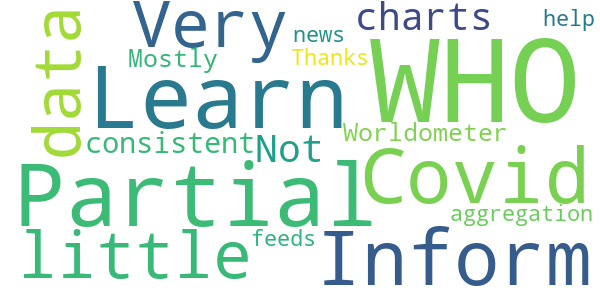 Very
charts
help
news
data
Mostly
Thanks
Learn
WHO
consistent
Not
Worldometer
Partial
Covid
aggregation
little
feeds
Inform